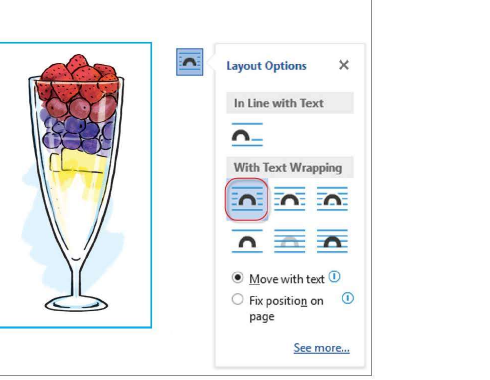 Layout Options
In Line with Text
With Text Wrapping
Move with text
Fix position on
page
See more...